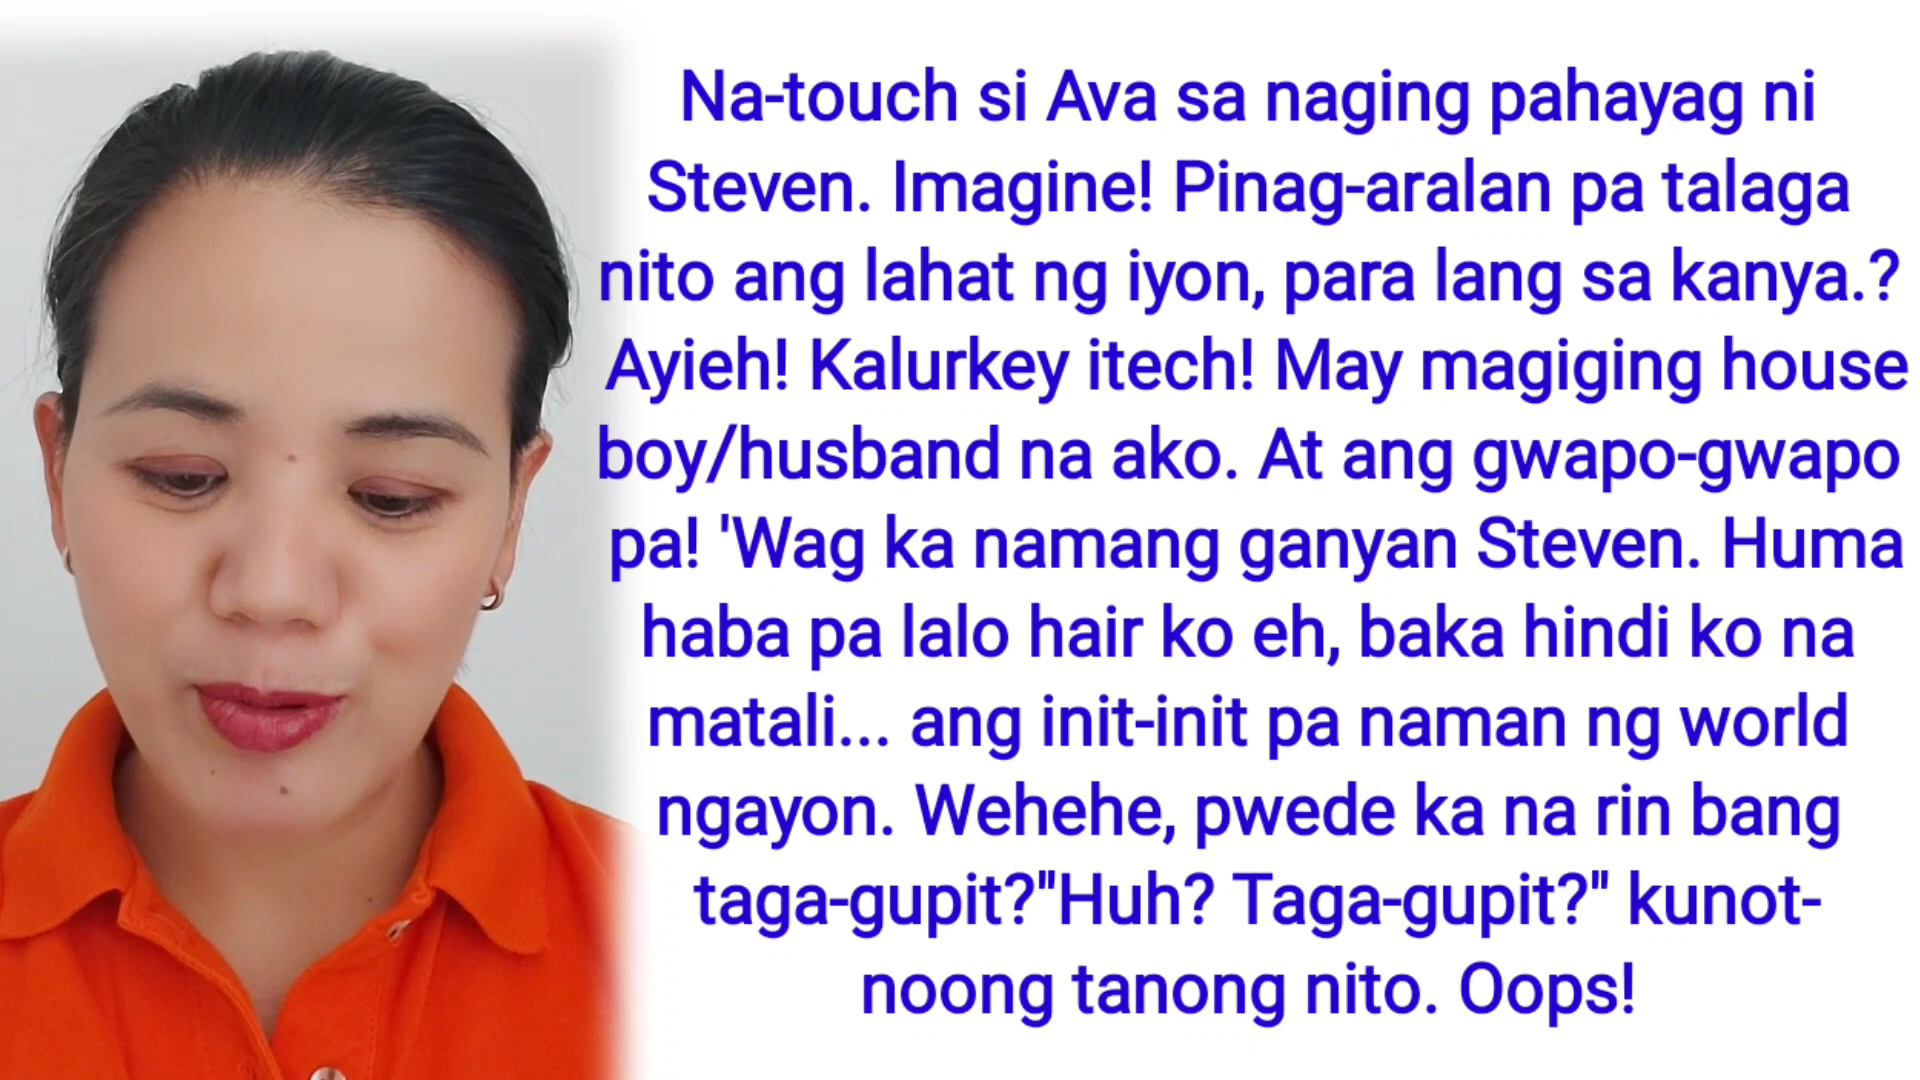 Na-touch si Ava sa naging pahayag ni
Steven. Imagine! Pinag-aralan pa talaga
nito ang lahat ng iyon, para lang sa kanya.?
Ayieh! Kalurkey itech! May magiging house
boy/husband na ako. At ang gwapo-gwapo
pa! 'Wag ka namang ganyan Steven. Huma
haba pa lalo hair ko eh, baka hindi ko na
matali... ang init-init pa naman ng world
ngayon. Wehehe, pwede ka na rin bang
taga-gupit?"Huh? Taga-gupit?" kunot-
noong tanong nito. Oops!